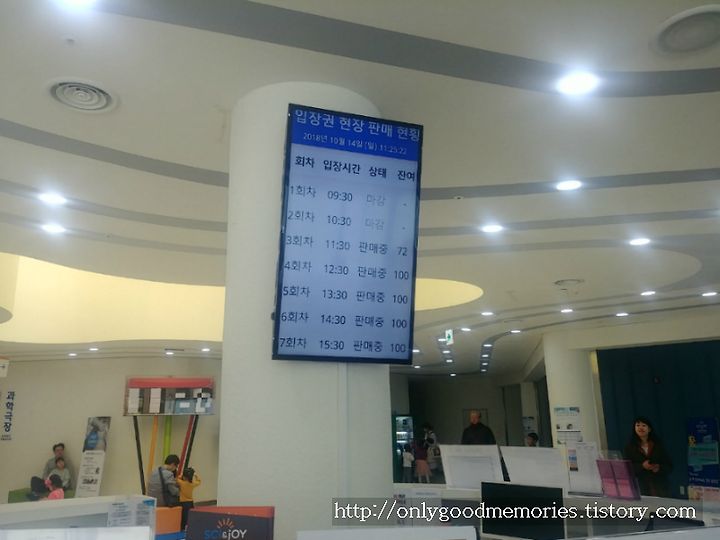 입장권 현장 판매 현황
2018년 10월 14일 (일) 11:25:22
회차 입장시간 상태 잔여
1회차 09:30 마감 -
2회차 10:30 마감 -
3회차 11:30 판매중 72
4회차 12:30 판매중 100
5회차 13:30 판매중 100
6회차 14:30 판매중 100
7회차 15:30 판매중 100
과학극장
SCI&JOY
http://onlygoodmemories.tistory.com